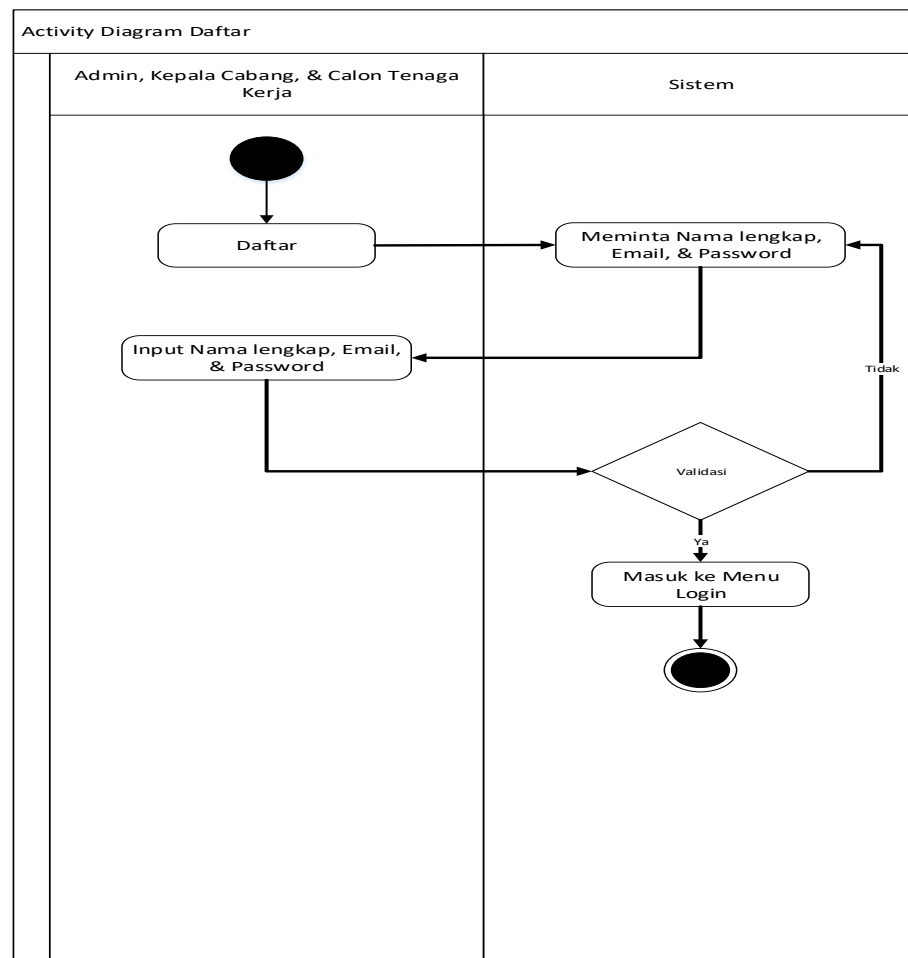 Activity Diagram Daftar
Admin, Kepala Cabang, & Calon Tenaga
Kerja
Sistem
Daftar
Meminta Nama lengkap,
Email, & Password
Input Nama lengkap, Email,
& Password
Tidak
Validasi
Ya
Masuk ke Menu
Login